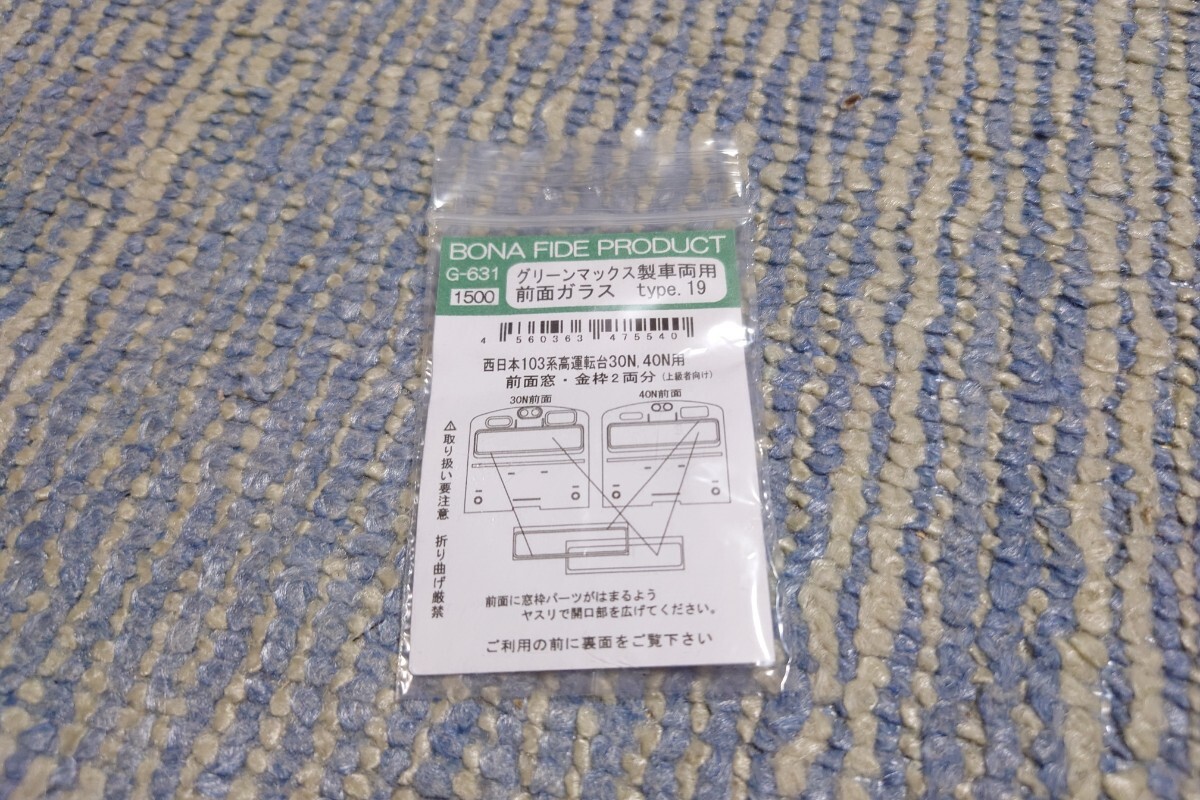 BONA FIDE PRODUCT
G-631
1500
グリーンマックス製車両用
前面ガラス type.19
4 560363 475540
西日本103系高運転台30N,40N用
前面窓・金枠2両分(上級者向け)
30N前面
40N前面
⚠取り扱い要注意 折り曲げ厳禁
前面に窓枠パーツがはまるよう
ヤスリで開口部を広げてください。
ご利用の前に裏面をご覧下さい